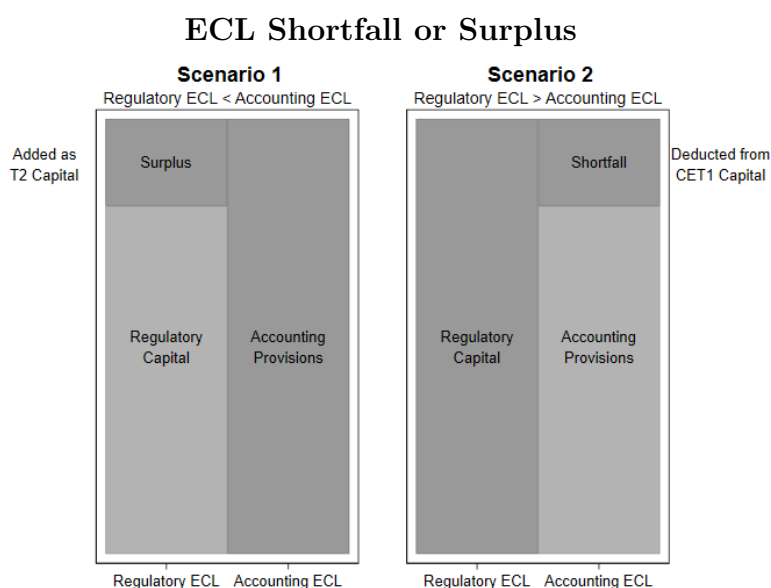 ECL Shortfall or Surplus
Scenario 1
Regulatory ECL < Accounting ECL
Added as
T2 Capital
Surplus
Regulatory
Capital
Accounting
Provisions
Regulatory ECL
Accounting ECL
Scenario 2
Regulatory ECL > Accounting ECL
Shortfall
Deducted from
CET1 Capital
Regulatory
Capital
Accounting
Provisions
Regulatory ECL
Accounting ECL